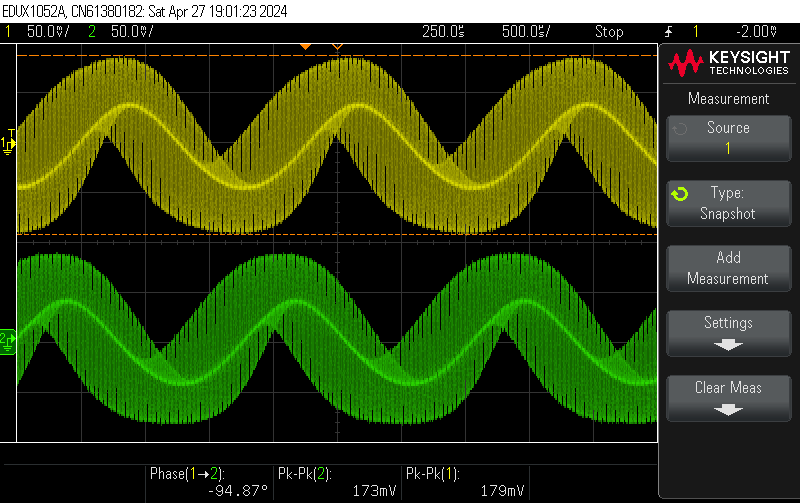 EDUX1052A, CN61380182: Sat Apr 27 19:01:23 2024
1 50.0V/ 2 50.0V/ 250.0s 500.0s/ Stop 1 -2.00V
KEYSIGHT
TECHNOLOGIES
Measurement
Source
1
Type:
Snapshot
Add
Measurement
Settings
Clear Meas
T
1
2
Phase(1→2): Pk-Pk(2): Pk-Pk(1):
-94.87° 173mV 179mV